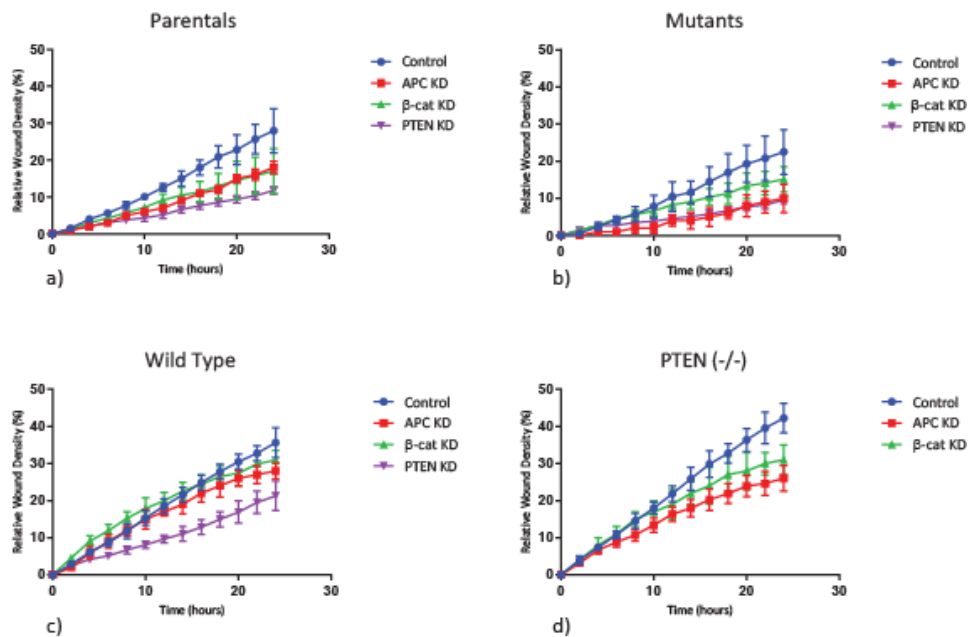 Parentals
50
40
30
20
10
0
Relative Wound Density (%)
0 10 20 30
Time (hours)
Control
APC KD
β-cat KD
PTEN KD
a)
Mutants
50
40
30
20
10
0
Relative Wound Density (%)
0 10 20 30
Time (hours)
Control
APC KD
β-cat KD
PTEN KD
b)
Wild Type
50
40
30
20
10
0
Relative Wound Density (%)
0 10 20 30
Time (hours)
Control
APC KD
β-cat KD
PTEN KD
c)
PTEN (-/-)
50
40
30
20
10
0
Relative Wound Density (%)
0 10 20 30
Time (hours)
Control
APC KD
β-cat KD
d)